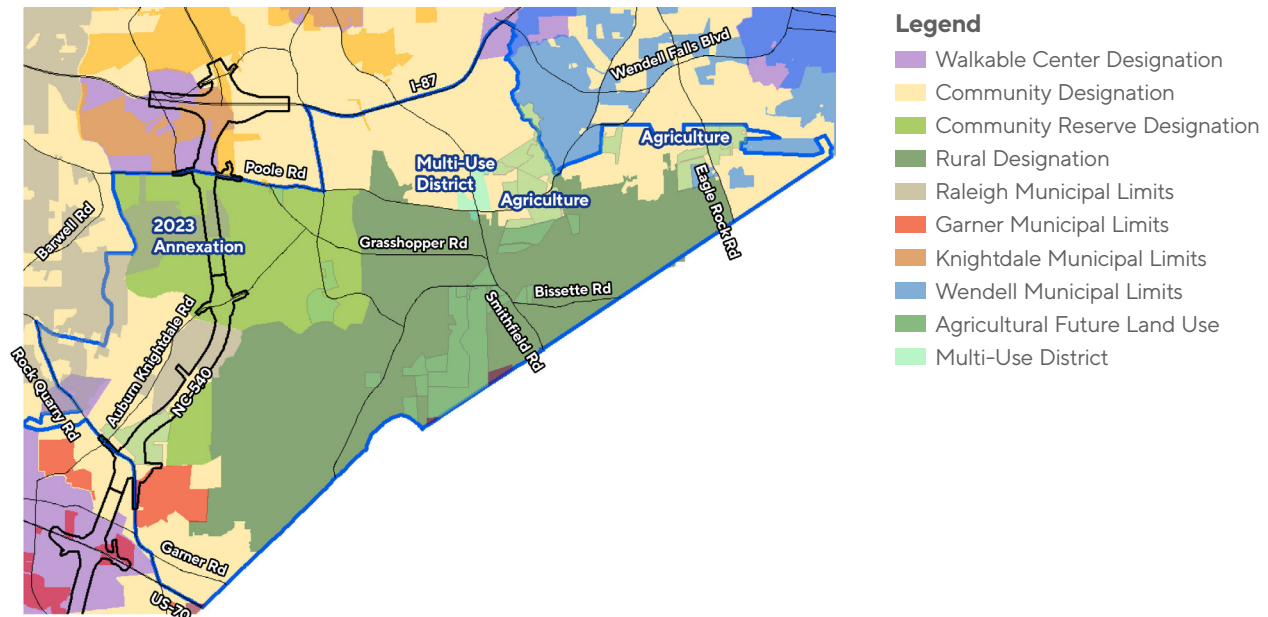 Wendell Falls Blvd
I-87
Agriculture
Multi-Use
District
Poole Rd
Agriculture
Eagle Rock Rd
Barwell Rd
2023
Annexation
Grasshopper Rd
Bissette Rd
Smithfield Rd
Auburn Knightdale Rd
NC-540
Rock Quarry Rd
Garner Rd
US-70
Legend
Walkable Center Designation
Community Designation
Community Reserve Designation
Rural Designation
Raleigh Municipal Limits
Garner Municipal Limits
Knightdale Municipal Limits
Wendell Municipal Limits
Agricultural Future Land Use
Multi-Use District